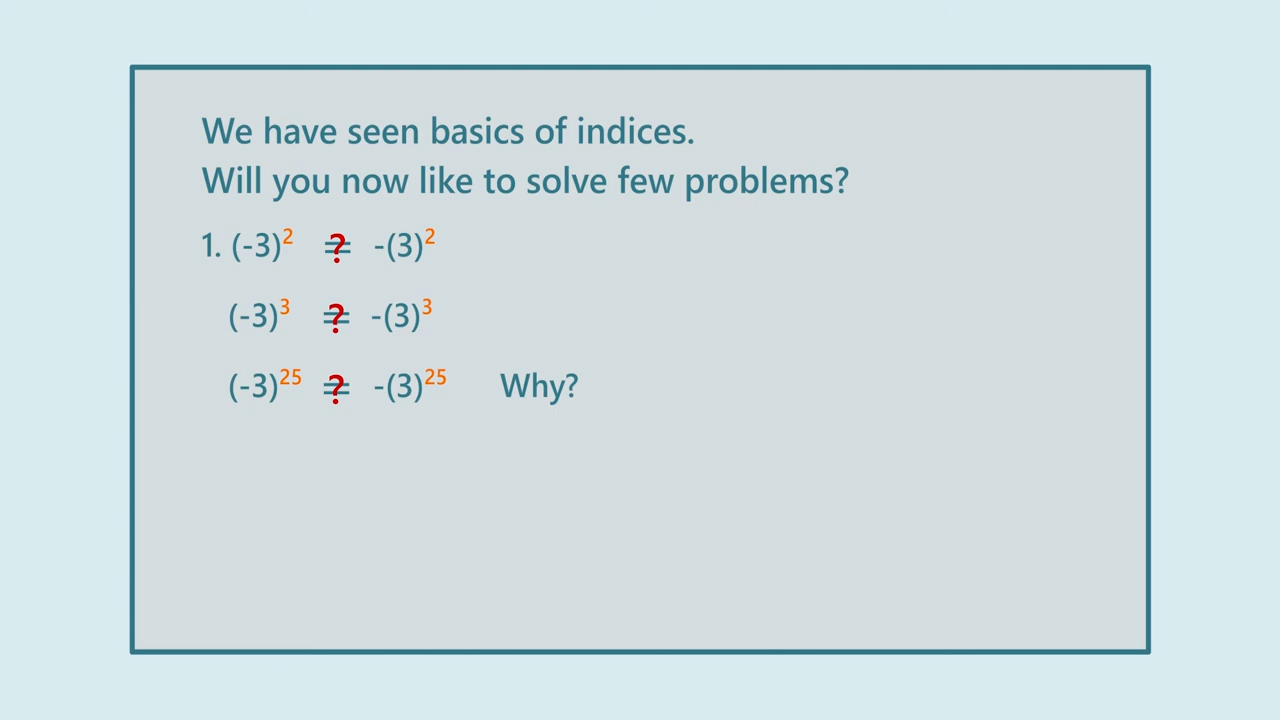 We have seen basics of indices.
Will you now like to solve few problems?
1. (-3)² =? -(3)²
(-3)³ =? -(3)³
(-3)²⁵ =? -(3)²⁵ Why?